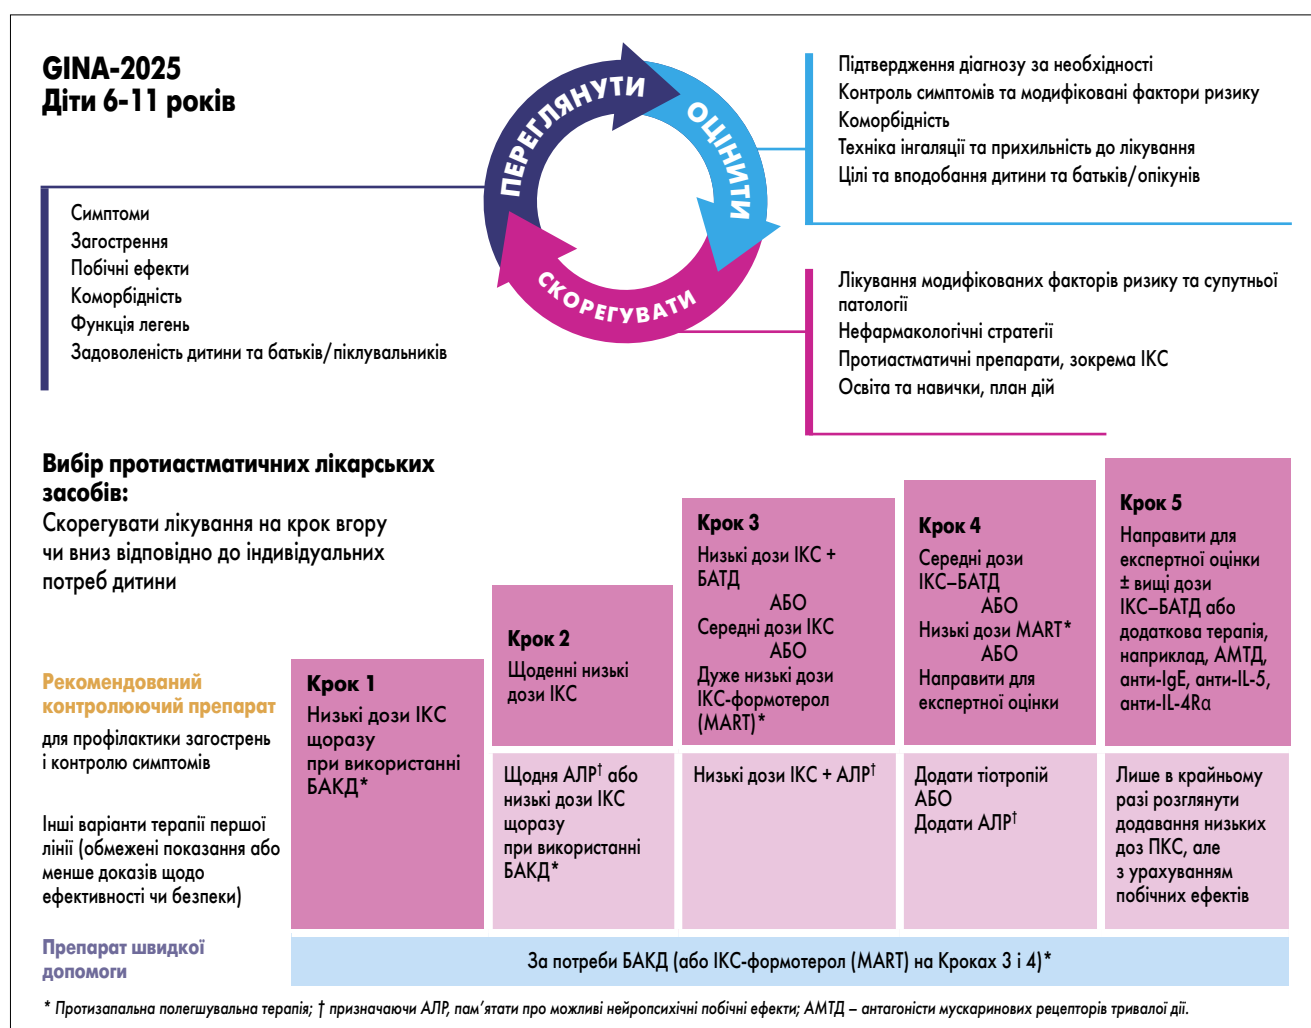 GINA-2025
Діти 6-11 років
ПЕРЕГЛЯНУТИ
ОЦІНИТИ
СКОРЕГУВАТИ
Підтвердження діагнозу за необхідності
Контроль симптомів та модифіковані фактори ризику
Коморбідність
Техніка інгаляції та прихильність до лікування
Цілі та вподобання дитини та батьків/опікунів
Симптоми
Загострення
Побічні ефекти
Коморбідність
Функція легень
Задоволеність дитини та батьків/піклувальників
Лікування модифікованих факторів ризику та супутньої
патології
Нефармакологічні стратегії
Протиастматичні препарати, зокрема ІКС
Освіта та навички, план дій
Вибір протиастматичних лікарських
засобів:
Скорегувати лікування на крок вгору
чи вниз відповідно до індивідуальних
потреб дитини
Рекомендований
контролюючий препарат
для профілактики загострень
і контролю симптомів
Інші варіанти терапії першої
лінії (обмежені показання або
менше доказів щодо
ефективності чи безпеки)
Крок 1
Низькі дози ІКС
щоразу
при використанні
БАКД*
Крок 2
Щоденні низькі
дози ІКС
Щодня АЛР† або
низькі дози ІКС
щоразу
при використанні
БАКД*
Крок 3
Низькі дози ІКС +
БАТД
АБО
Середні дози ІКС
АБО
Дуже низькі дози
ІКС-формотерол
(MART)*
Низькі дози ІКС + АЛР†
Крок 4
Середні дози
ІКС–БАТД
АБО
Низькі дози MART*
АБО
Направити для
експертної оцінки
Додати тіотропій
АБО
Додати АЛР†
Крок 5
Направити для
експертної оцінки
± вищі дози
ІКС–БАТД або
додаткова терапія,
наприклад, АМТД,
анти-IgE, анти-IL-5,
анти-IL-4Rα
Лише в крайньому
разі розглянути
додавання низьких
доз ПКС, але
з урахуванням
побічних ефектів
Препарат швидкої
допомоги
За потреби БАКД (або ІКС-формотерол (MART) на Кроках 3 і 4)*
* Протизапальна полегшувальна терапія; † призначаючи АЛР, пам’ятати про можливі нейропсихічні побічні ефекти; АМТД – антагоністи мускаринових рецепторів тривалої дії.